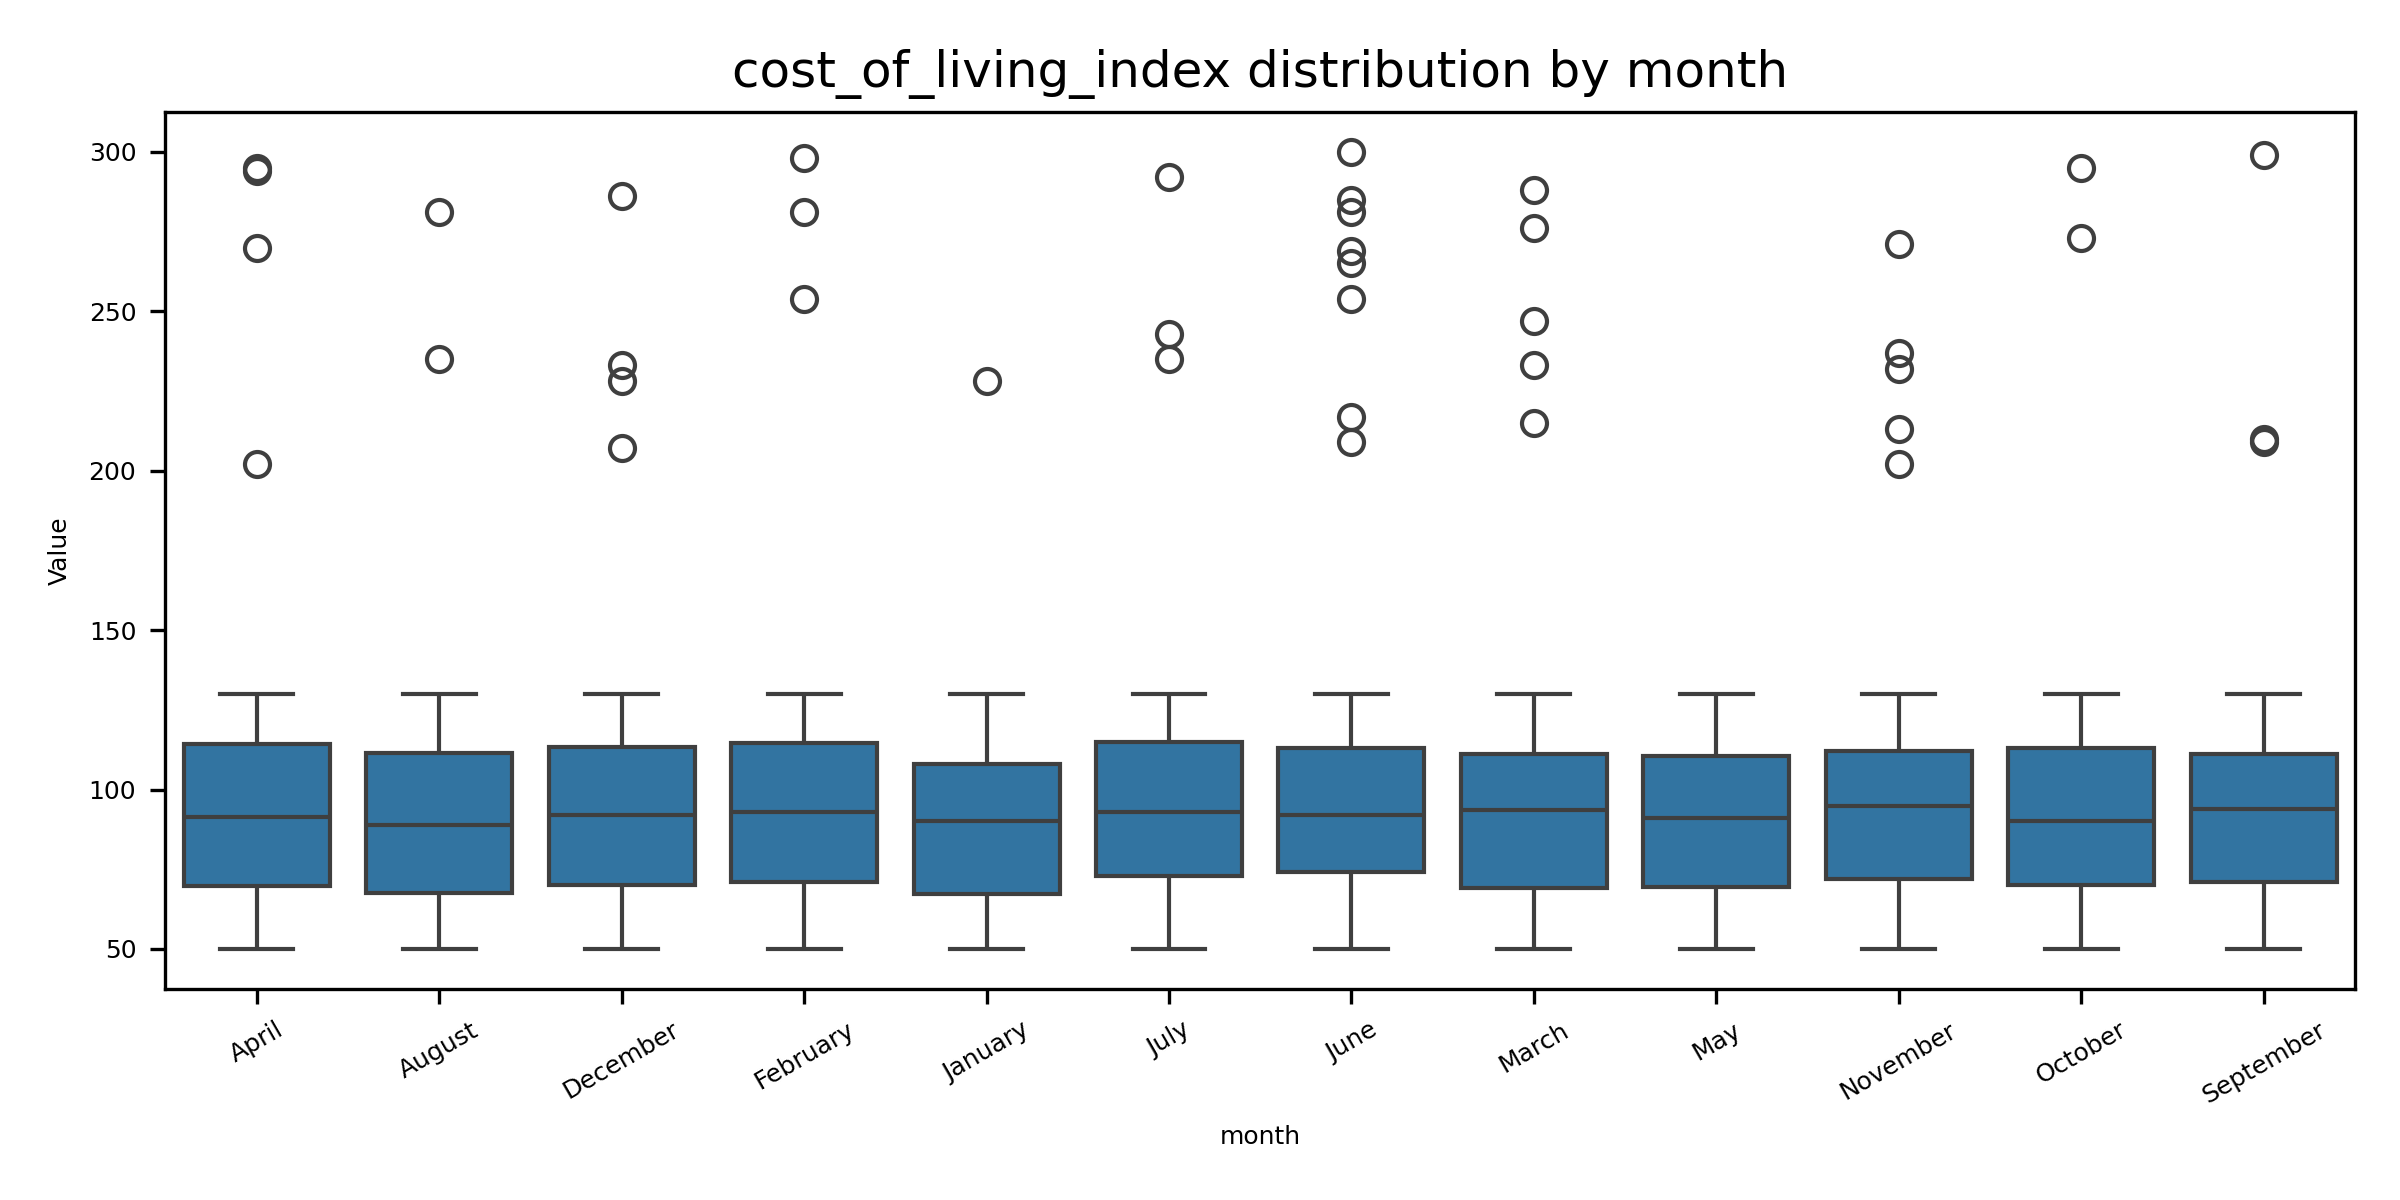 cost_of_living_index distribution by month
300
250
200
150
100
50
Value
April
August
December
February
January
July
June
March
May
November
October
September
month